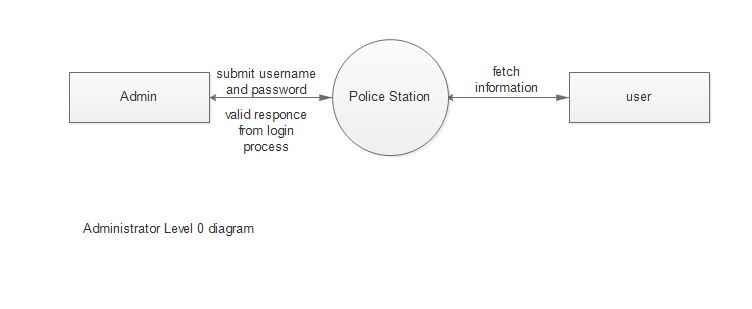 submit username
and password
Admin
valid responce
from login
process
Police Station
fetch
information
user
Administrator Level 0 diagram